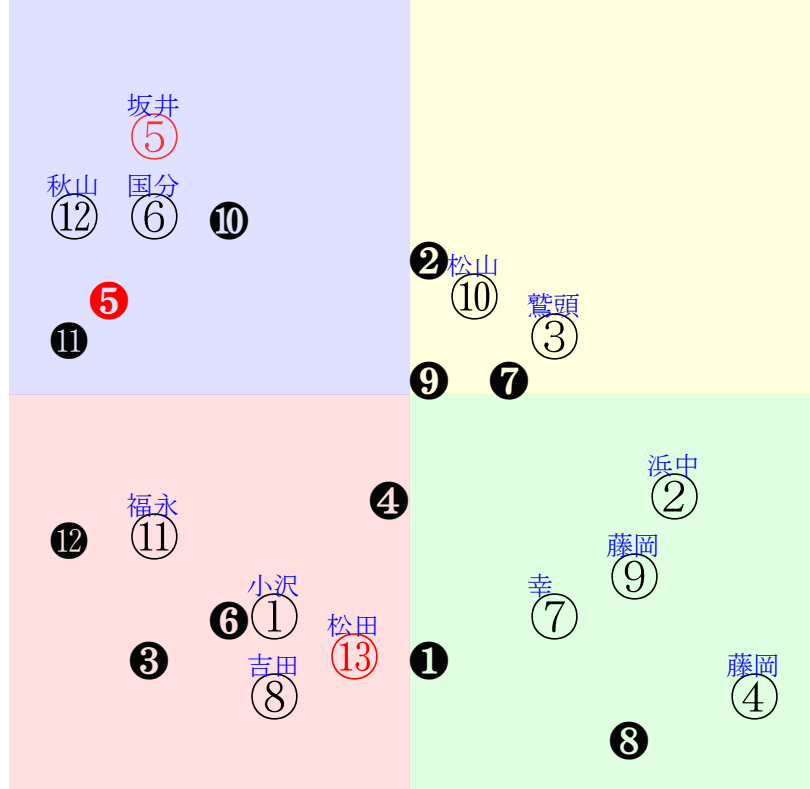 坂井
⑤
秋山
国分
⑫
⑥
❿
❷
松山
⑩
❺
鷲頭
③
⓫
❾
❼
浜中
②
❹
福永
⑪
⓬
藤岡
⑨
小沢
①
❻
幸
⑦
松田
⑬
❸
❶
吉田
⑧
藤岡
④
❽